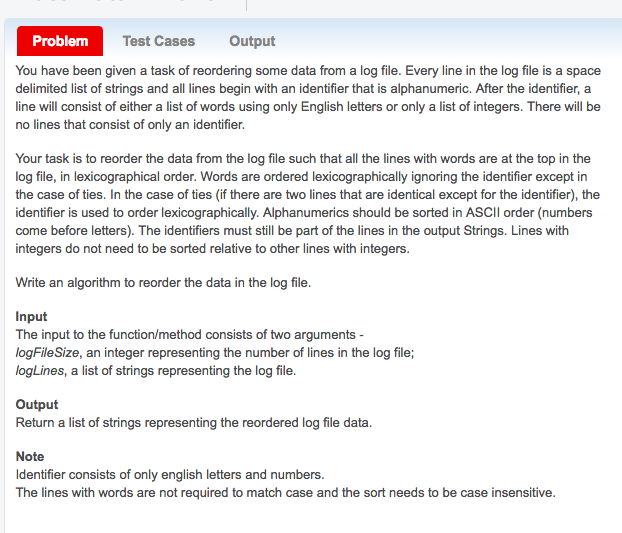 Problem Test Cases Output
You have been given a task of reordering some data from a log file. Every line in the log file is a space
delimited list of strings and all lines begin with an identifier that is alphanumeric. After the identifier, a
line will consist of either a list of words using only English letters or only a list of integers. There will be
no lines that consist of only an identifier.
Your task is to reorder the data from the log file such that all the lines with words are at the top in the
log file, in lexicographical order. Words are ordered lexicographically ignoring the identifier except in
the case of ties. In the case of ties (if there are two lines that are identical except for the identifier), the
identifier is used to order lexicographically. Alphanumerics should be sorted in ASCII order (numbers
come before letters). The identifiers must still be part of the lines in the output Strings. Lines with
integers do not need to be sorted relative to other lines with integers.
Write an algorithm to reorder the data in the log file.
Input
The input to the function/method consists of two arguments -
logFileSize, an integer representing the number of lines in the log file;
logLines, a list of strings representing the log file.
Output
Return a list of strings representing the reordered log file data.
Note
Identifier consists of only english letters and numbers.
The lines with words are not required to match case and the sort needs to be case insensitive.